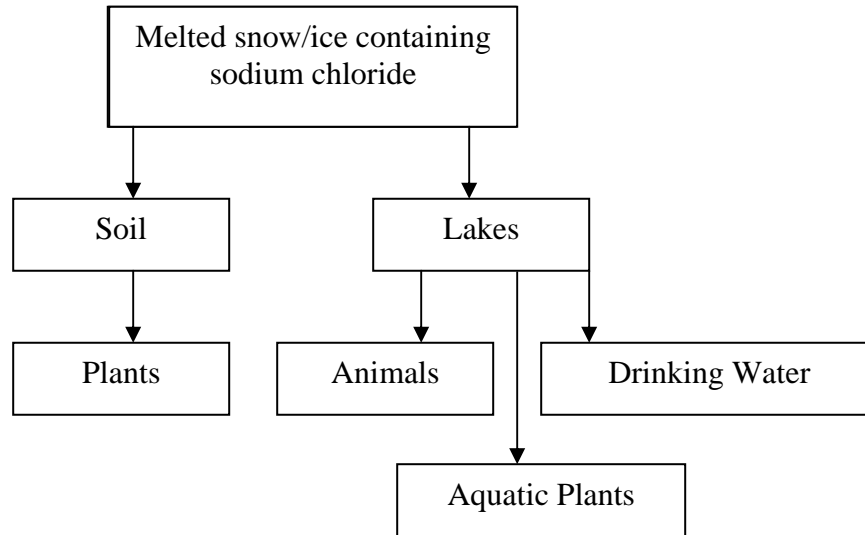 Melted snow/ice containing
sodium chloride
Soil
Lakes
Plants
Animals
Drinking Water
Aquatic Plants